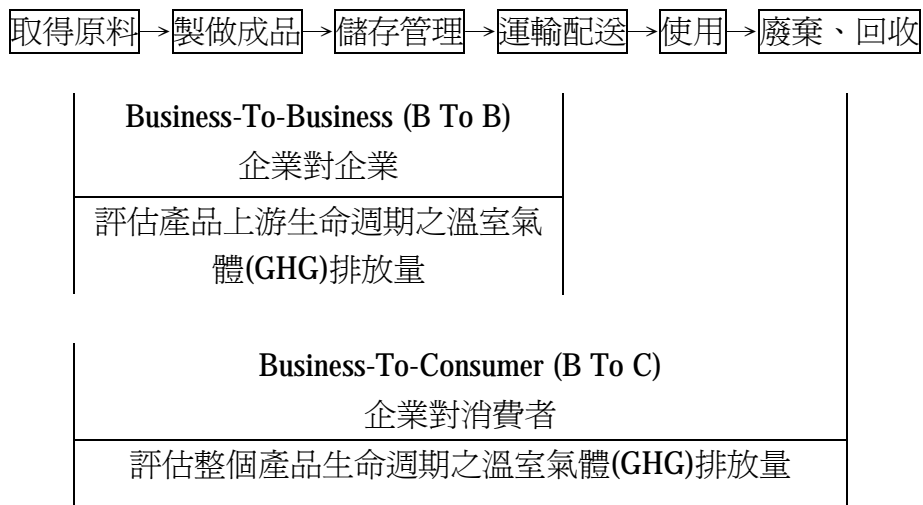 取得原料→製做成品→儲存管理→運輸配送→使用→廢棄、回收
Business-To-Business (B To B)
企業對企業
評估產品上游生命週期之溫室氣
體(GHG)排放量
Business-To-Consumer (B To C)
企業對消費者
評估整個產品生命週期之溫室氣體(GHG)排放量